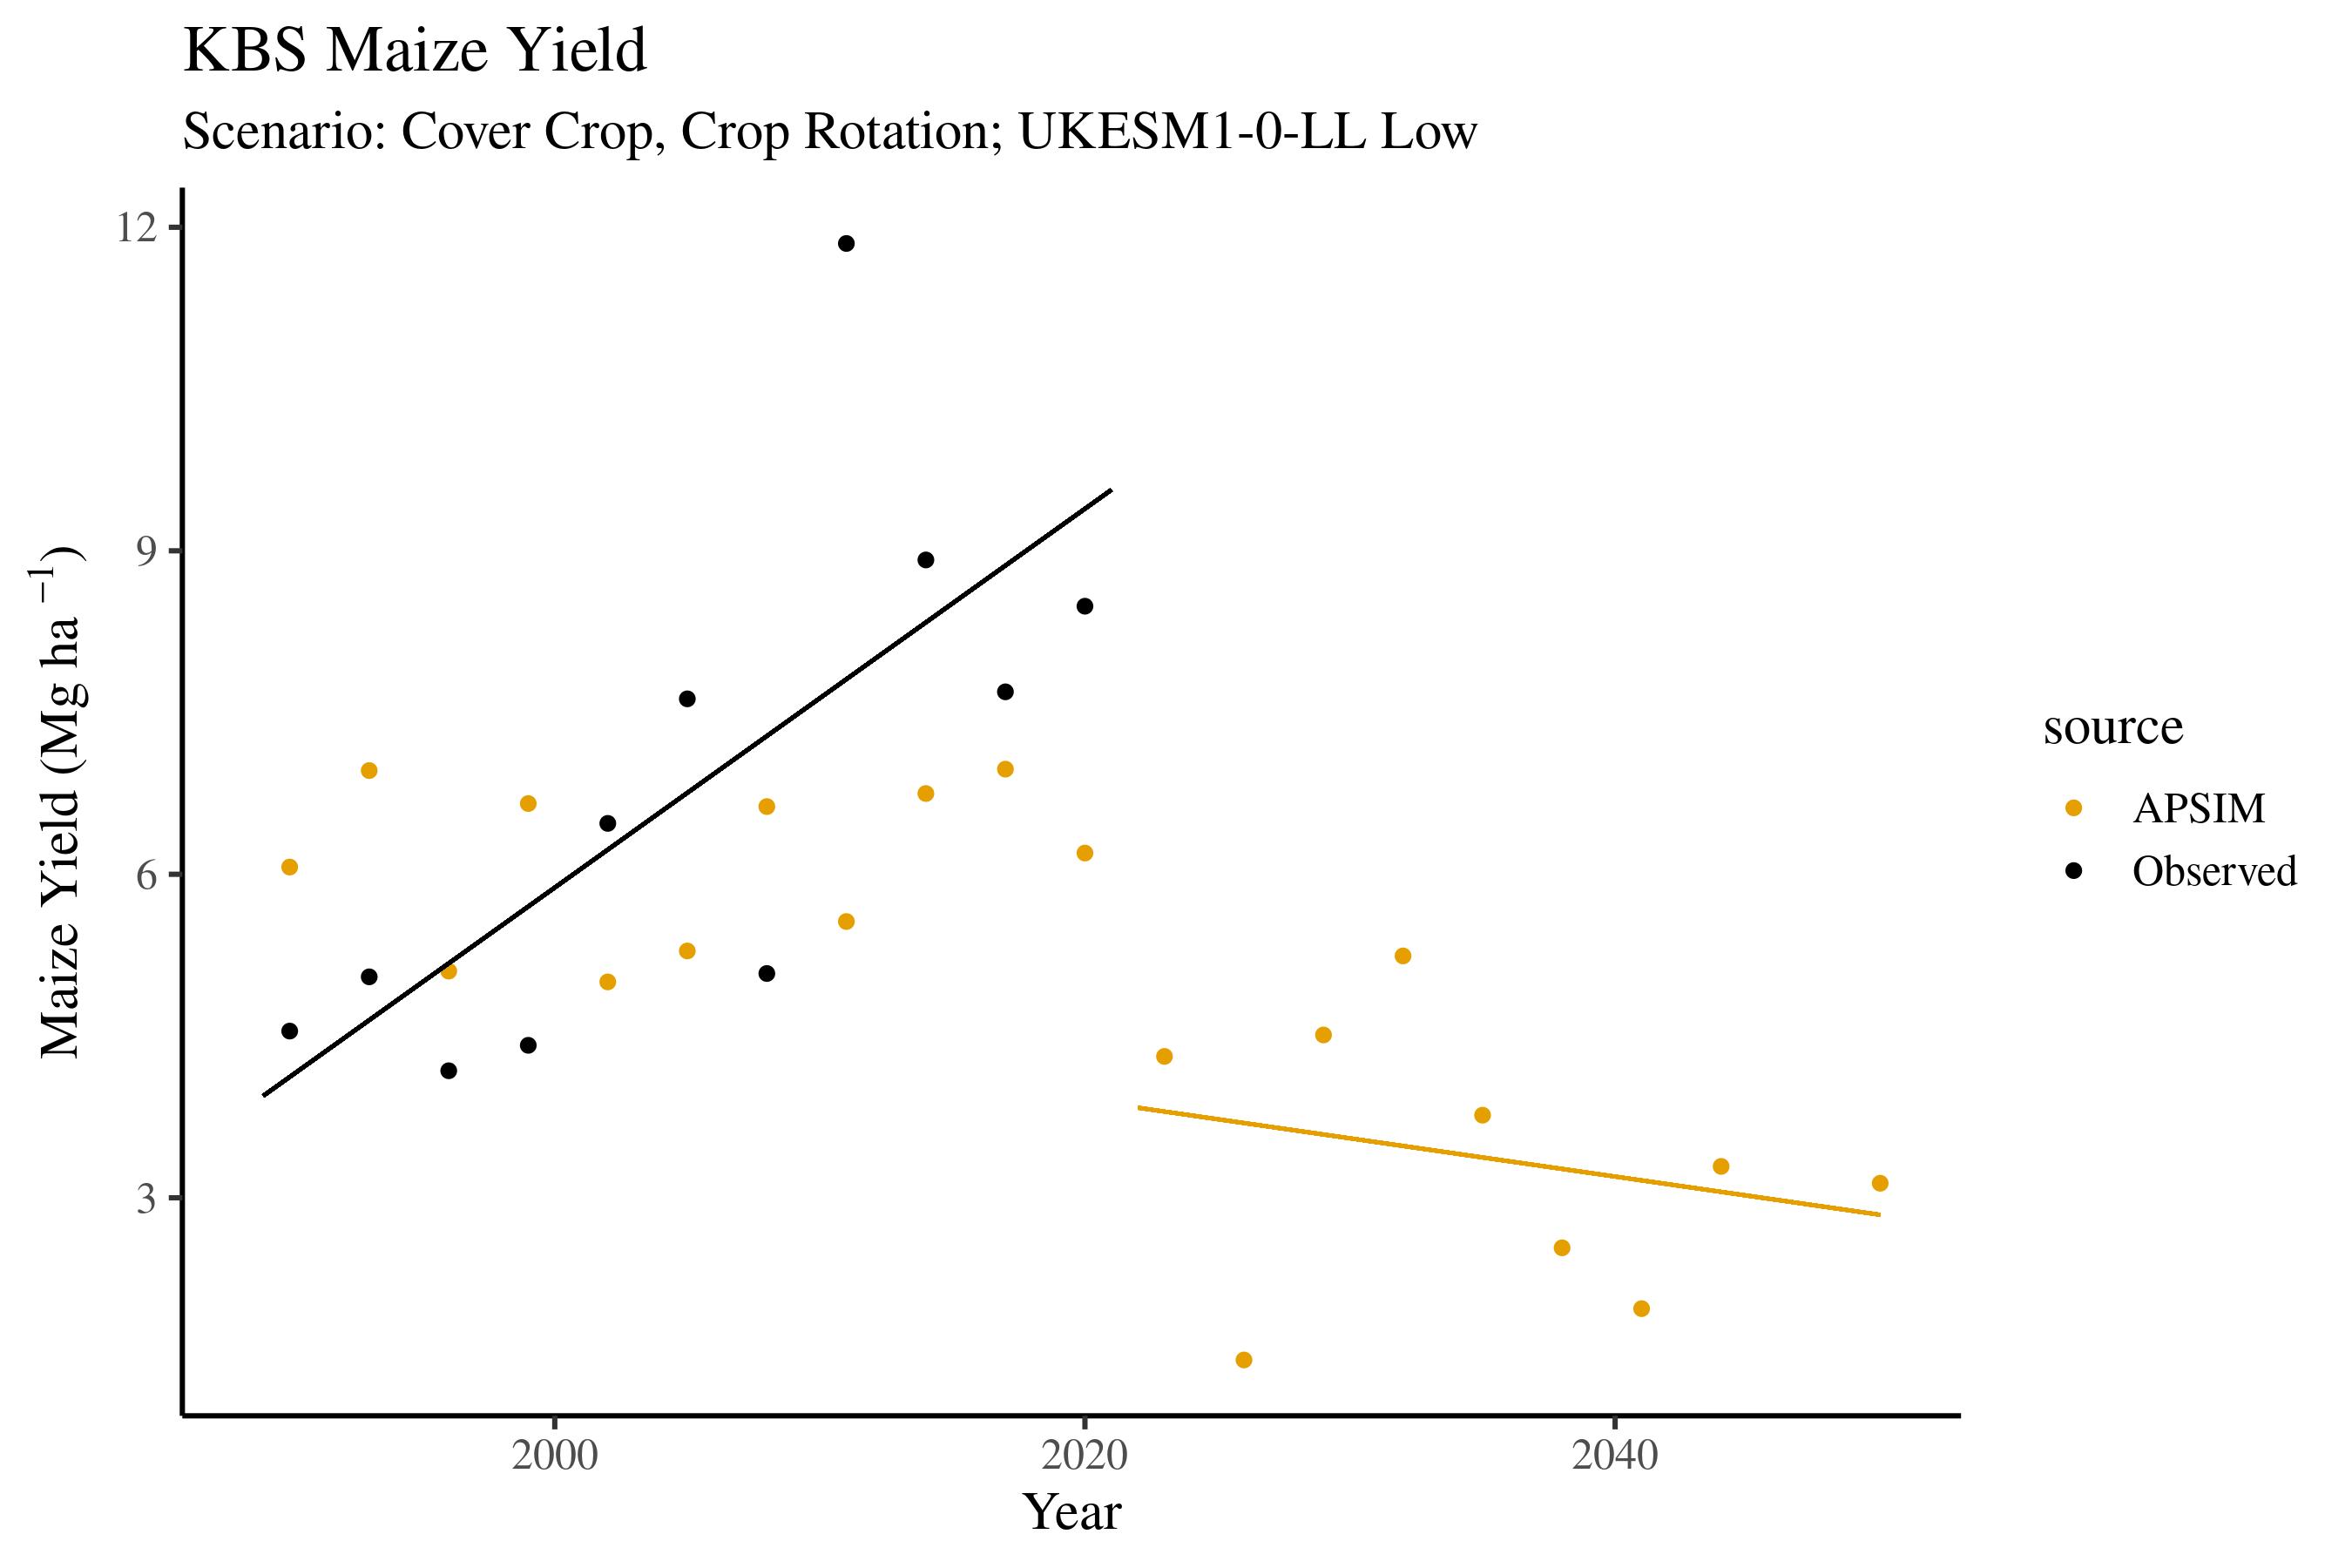 KBS Maize Yield
Scenario: Cover Crop, Crop Rotation; UKESM1-0-LL Low
Maize Yield (Mg ha −1)
12
9
6
3
2000
2020
2040
Year
source
APSIM
Observed